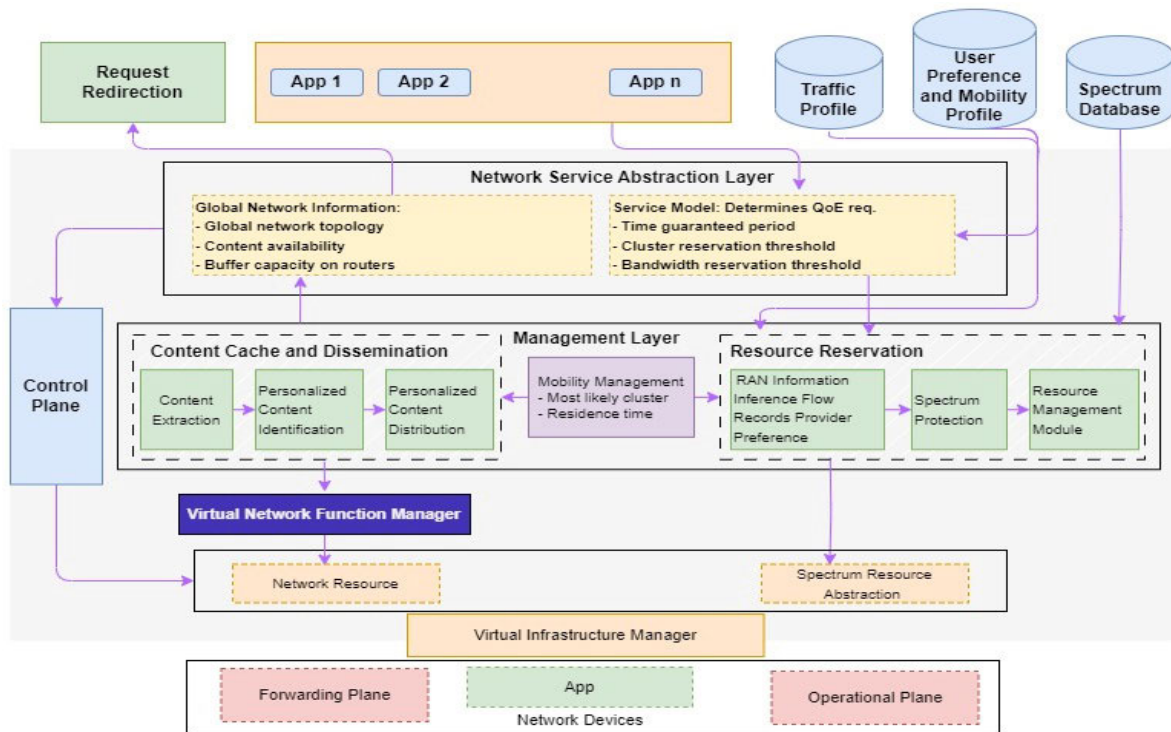 Request
Redirection
App 1
App 2
App n
Traffic
Profile
User
Preference
and Mobility
Profile
Spectrum
Database
Network Service Abstraction Layer
Global Network Information:
- Global network topology
- Content availability
- Buffer capacity on routers
Service Model: Determines QoE req.
- Time guaranteed period
- Cluster reservation threshold
- Bandwidth reservation threshold
Control
Plane
Management Layer
Content Cache and Dissemination
Content
Extraction
Personalized
Content
Identification
Personalized
Content
Distribution
Mobility Management
- Most likely cluster
- Residence time
Resource Reservation
RAN Information
Inference Flow
Records Provider
Preference
Spectrum
Protection
Resource
Management
Module
Virtual Network Function Manager
Network Resource
Spectrum Resource
Abstraction
Virtual Infrastructure Manager
Forwarding Plane
App
Operational Plane
Network Devices